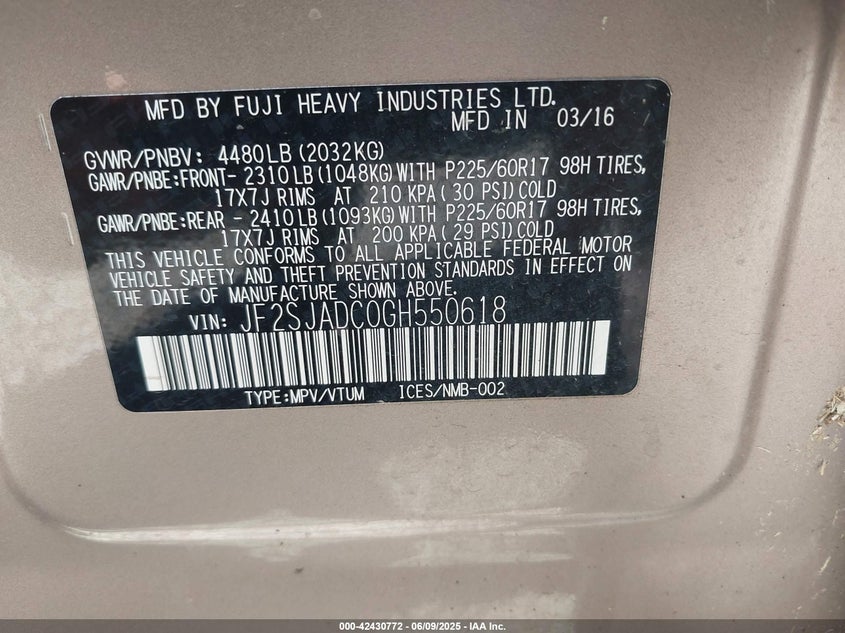 MFD BY FUJI HEAVY INDUSTRIES LTD.
MFD IN 03/16
GVWR/PNBV: 4480LB (2032KG)
GAWR/PNBE:FRONT- 2310LB (1048KG) WITH P225/60R17 98H TIRES,
17X7J RIMS AT 210 KPA (30 PSI) COLD
GAWR/PNBE:REAR - 2410LB (1093KG) WITH P225/60R17 98H TIRES,
17X7J RIMS AT 200 KPA (29 PSI) COLD
THIS VEHICLE CONFORMS TO ALL APPLICABLE FEDERAL MOTOR
VEHICLE SAFETY AND THEFT PREVENTION STANDARDS IN EFFECT ON
THE DATE OF MANUFACTURE SHOWN ABOVE.
VIN: JF2SJADC0GH550618
TYPE:MPV/VTUM ICES/NMB-002
000-42430772 - 06/09/2025 - IAA Inc.